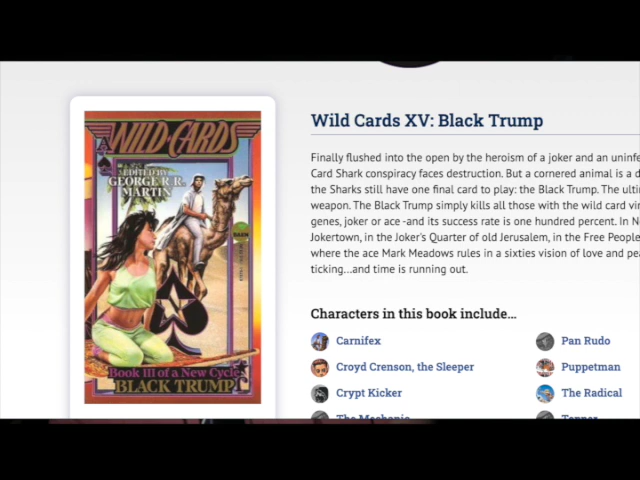 WILD CARDS
EDITED BY
GEORGE R.R.
MARTIN
Book III of a New Cycle
BLACK TRUMP
Wild Cards XV: Black Trump
Finally flushed into the open by the heroism of a joker and an uninfe
Card Shark conspiracy faces destruction. But a cornered animal is a d
the Sharks still have one final card to play: the Black Trump. The ulti
weapon. The Black Trump simply kills all those with the wild card vir
genes, joker or ace -and its success rate is one hundred percent. In N
Jokertown, in the Joker's Quarter of old Jerusalem, in the Free People
where the ace Mark Meadows rules in a sixties vision of love and pea
ticking...and time is running out.
Characters in this book include...
Carnifex
Pan Rudo
Croyd Crenson, the Sleeper
Puppetman
Crypt Kicker
The Radical
The Mechanic